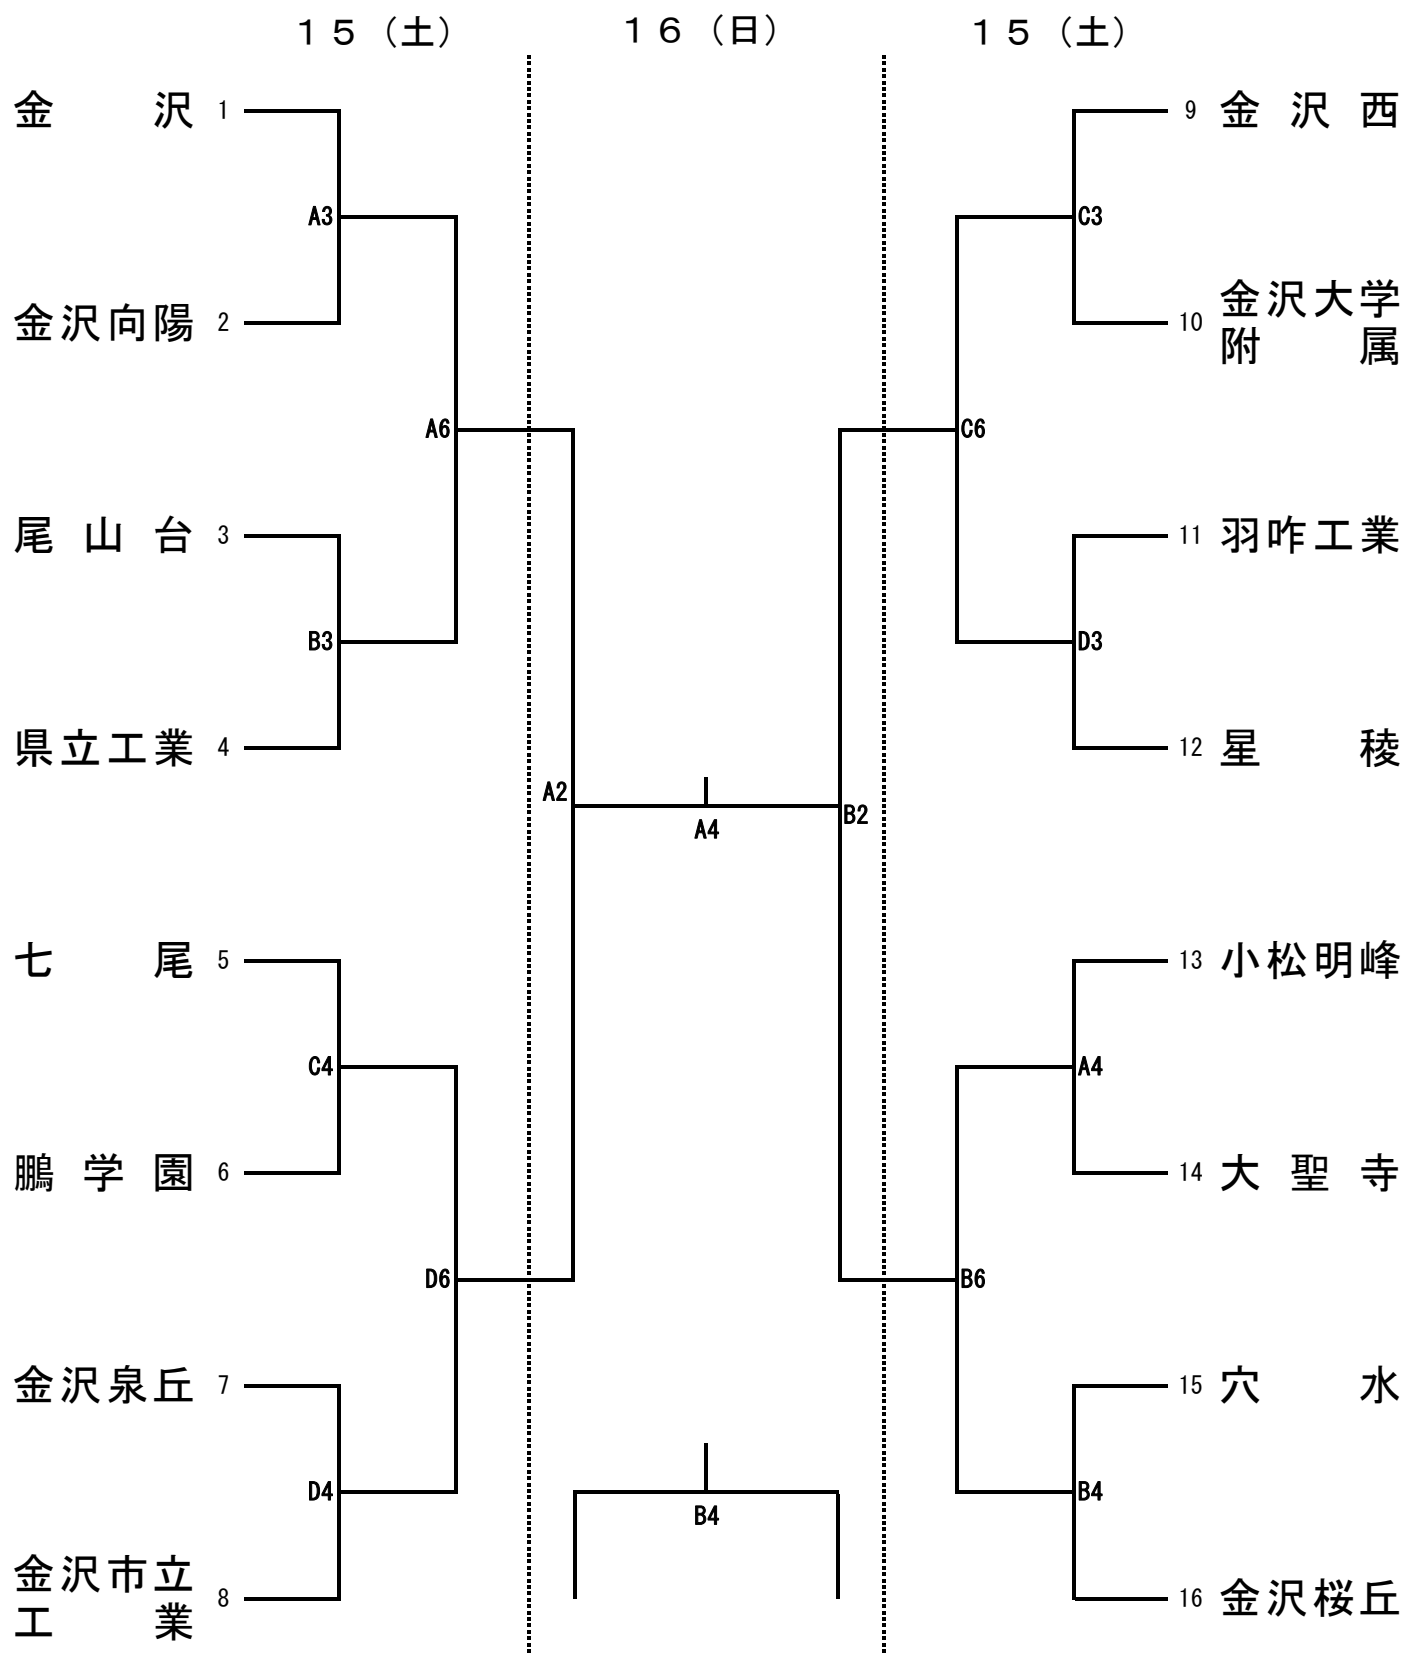 １５（土）
１６（日）
１５（土）
金沢 1
金沢向陽 2
尾山台 3
県立工業 4
七尾 5
鵬学園 6
金沢泉丘 7
金沢市立
工業 8
A3
B3
C4
D4
A6
D6
A2
A4
B2
B4
C6
B6
C3
D3
A4
B4
9 金沢西
10 金沢大学
附属
11 羽咋工業
12 星稜
13 小松明峰
14 大聖寺
15 穴水
16 金沢桜丘